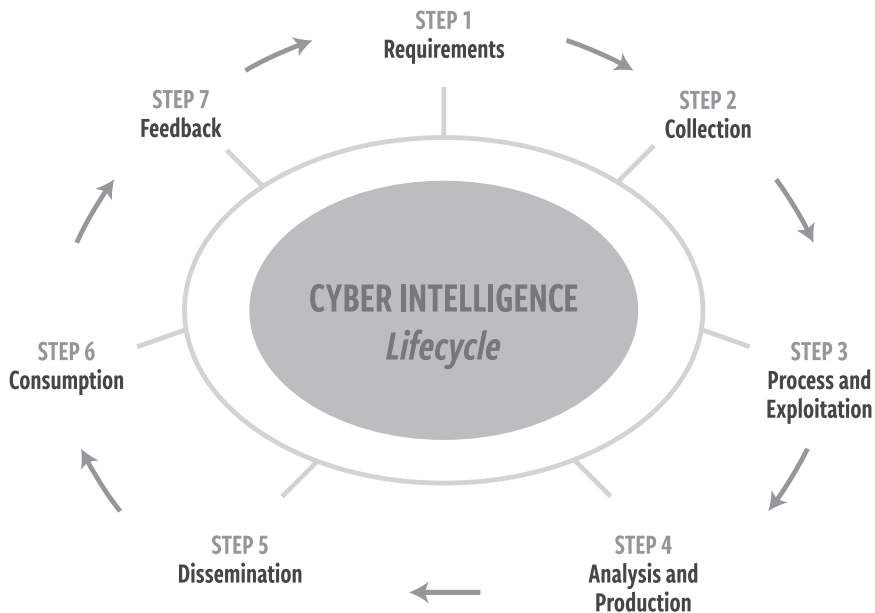 STEP 1
Requirements
STEP 2
Collection
STEP 3
Process and
Exploitation
STEP 4
Analysis and
Production
STEP 5
Dissemination
STEP 6
Consumption
STEP 7
Feedback
CYBER INTELLIGENCE
Lifecycle